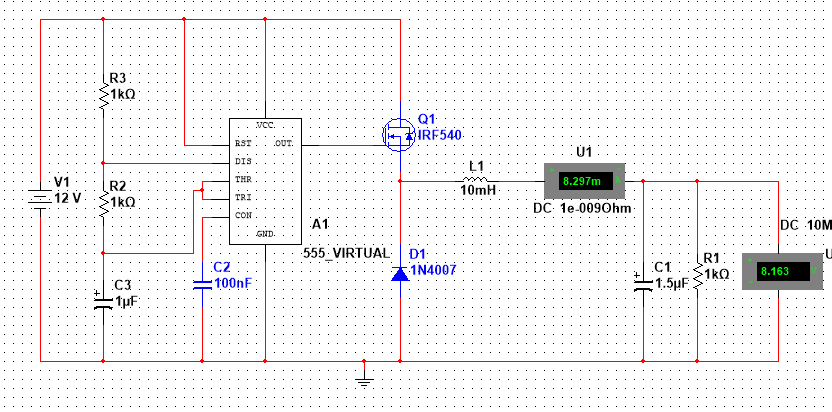 R3
1kΩ
V1
12 V
R2
1kΩ
C3
1µF
VCC
RST
OUT
DIS
THR
TRI
CON
GND
A1
555_VIRTUAL
C2
100nF
Q1
IRF540
D1
1N4007
L1
10mH
U1
8.297m
DC 1e-009Ohm
C1
1.5µF
R1
1kΩ
DC 10M
U
8.163